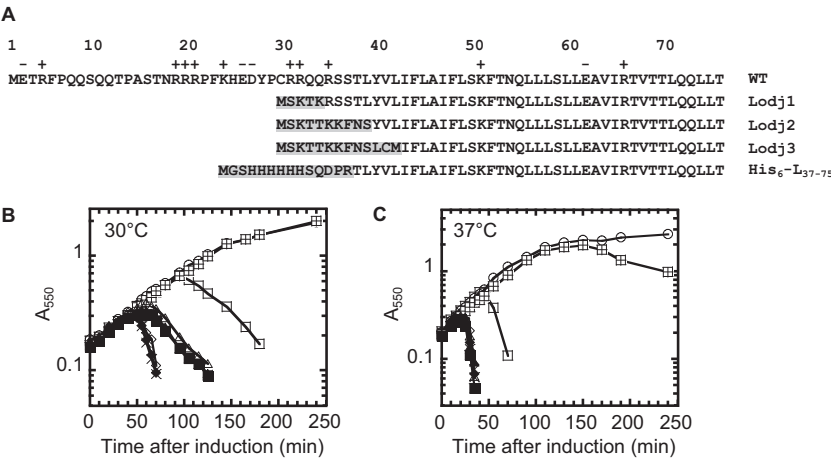 A
1 10 20 30 40 50 60 70
− + +++ + −− ++ + + − +
METRFPQQSQQTPASTNRRRPFKHEDYPCRRQQRSSTLYVLIFLAIFLSKFTNQLLLSLLEAVIRTVTTLQQLLT WT
MSKTKRSSTLYVLIFLAIFLSKFTNQLLLSLLEAVIRTVTTLQQLLT Lodj1
MSKTTKKFNSYVLIFLAIFLSKFTNQLLLSLLEAVIRTVTTLQQLLT Lodj2
MSKTTKKFNSLCMIFLAIFLSKFTNQLLLSLLEAVIRTVTTLQQLLT Lodj3
MGSHHHHHHSQDPRTLYVLIFLAIFLSKFTNQLLLSLLEAVIRTVTTLQQLLT His6-L37-75
B
30°C
1
0.1
A550
0 50 100 150 200 250
Time after induction (min)
C
37°C
1
0.1
A550
0 50 100 150 200 250
Time after induction (min)